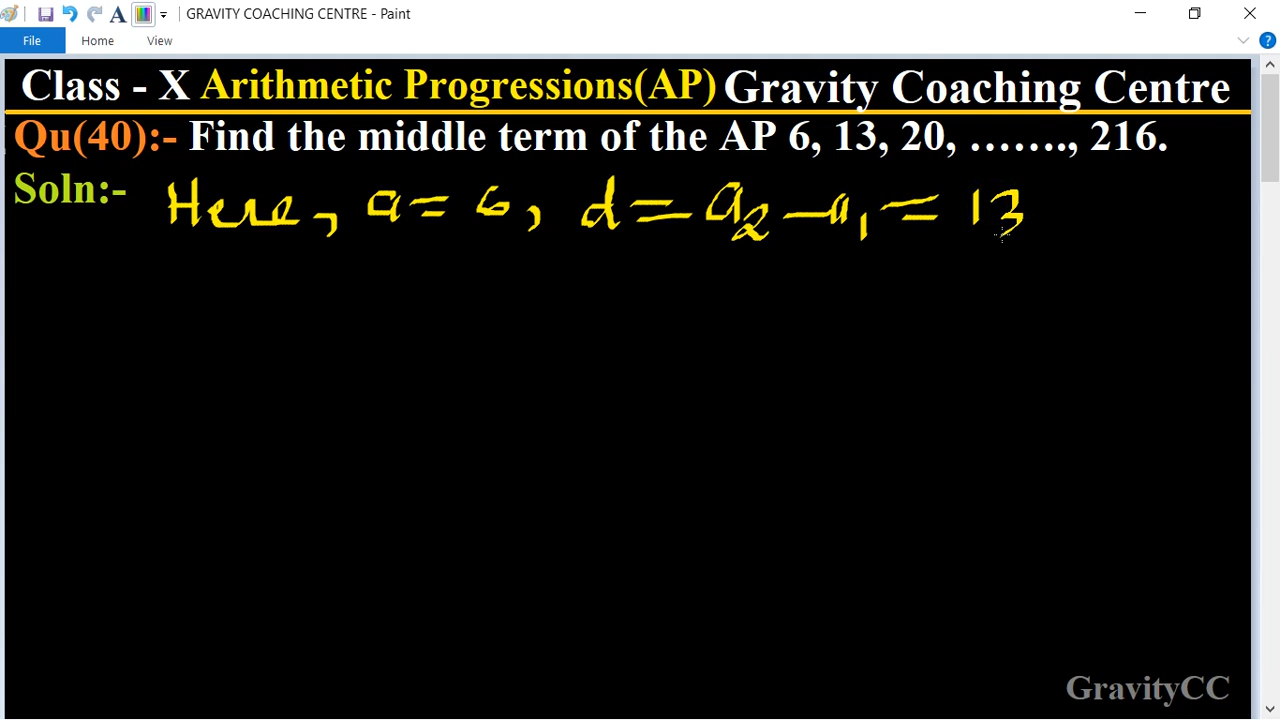 GRAVITY COACHING CENTRE - Paint
File Home View
Class - X Arithmetic Progressions(AP) Gravity Coaching Centre
Qu(40):- Find the middle term of the AP 6, 13, 20, ……., 216.
Soln:- Here, a = 6, d = a₂ - a₁ = 13
GravityCC